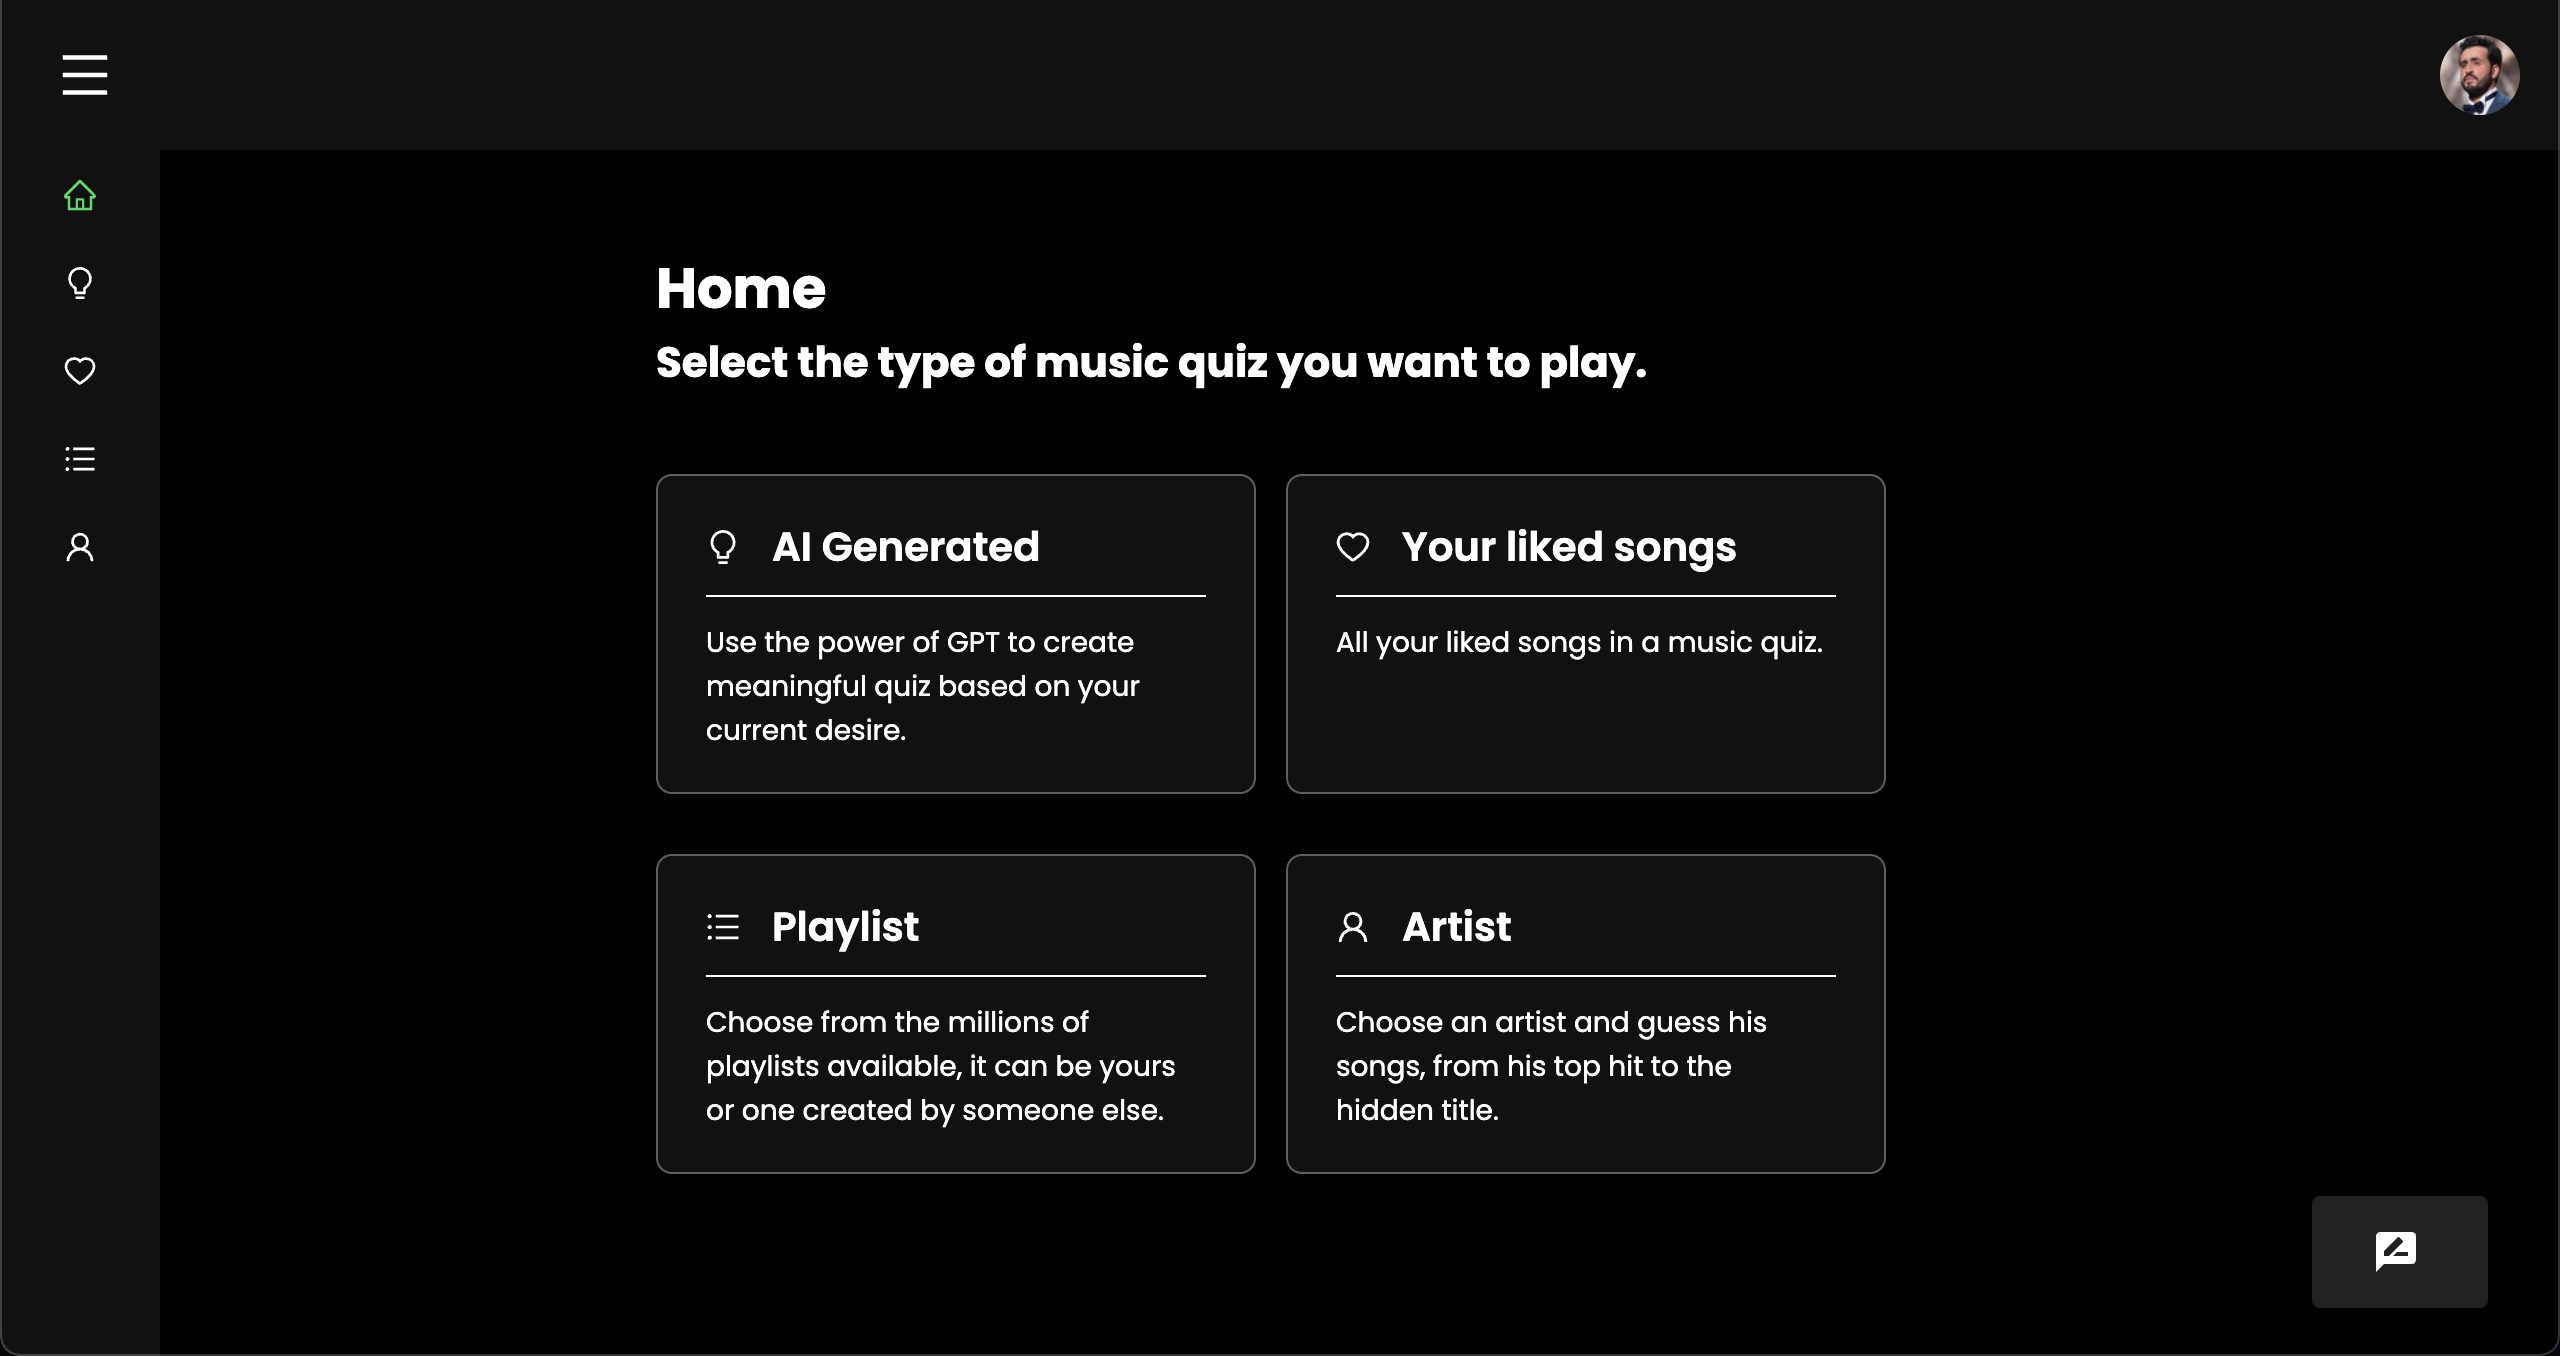 Home
Select the type of music quiz you want to play.
AI Generated
Use the power of GPT to create
meaningful quiz based on your
current desire.
Your liked songs
All your liked songs in a music quiz.
Playlist
Choose from the millions of
playlists available, it can be yours
or one created by someone else.
Artist
Choose an artist and guess his
songs, from his top hit to the
hidden title.